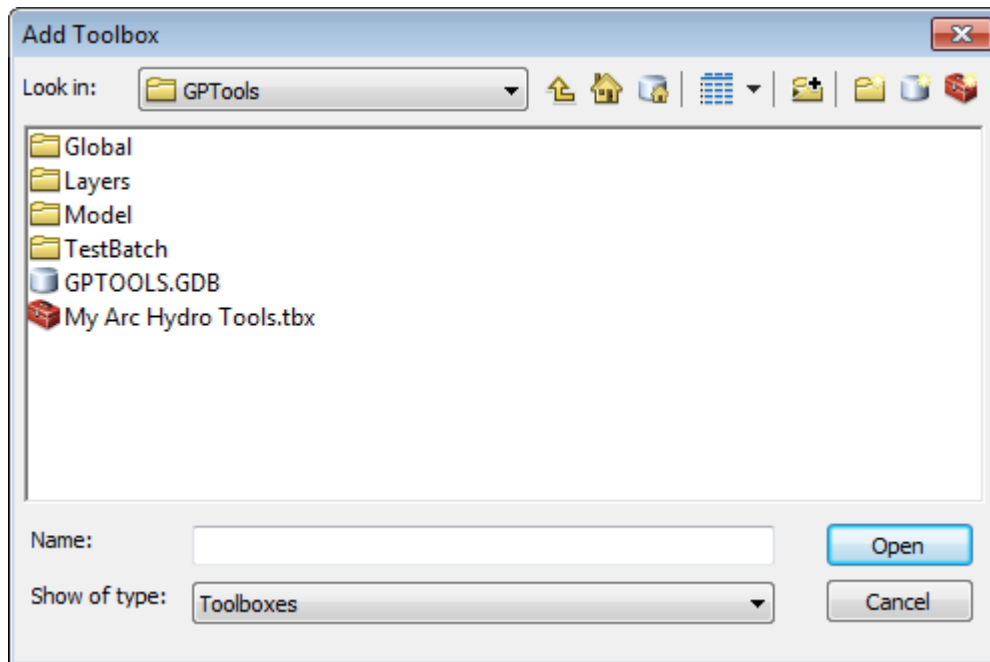 Add Toolbox
Look in: GPTools
Global
Layers
Model
TestBatch
GPTOOLS.GDB
My Arc Hydro Tools.tbx
Name:
Open
Show of type: Toolboxes
Cancel